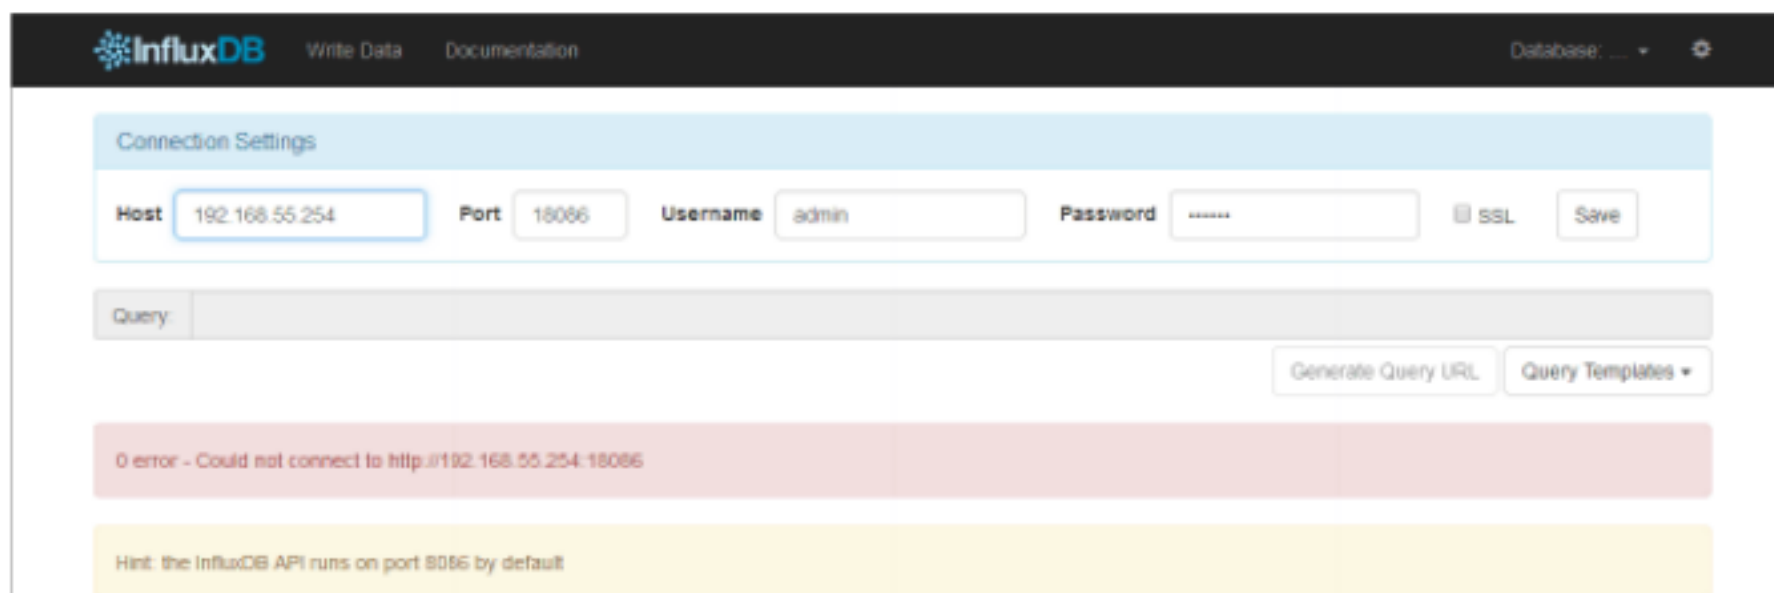 InfluxDB Write Data Documentation Database: ... 
Connection Settings
Host 192.168.55.254 Port 18086 Username admin Password ------ SSL Save
Query:
Generate Query URL Query Templates
0 error - Could not connect to http://192.168.55.254:18086
Hint: the InfluxDB API runs on port 8086 by default